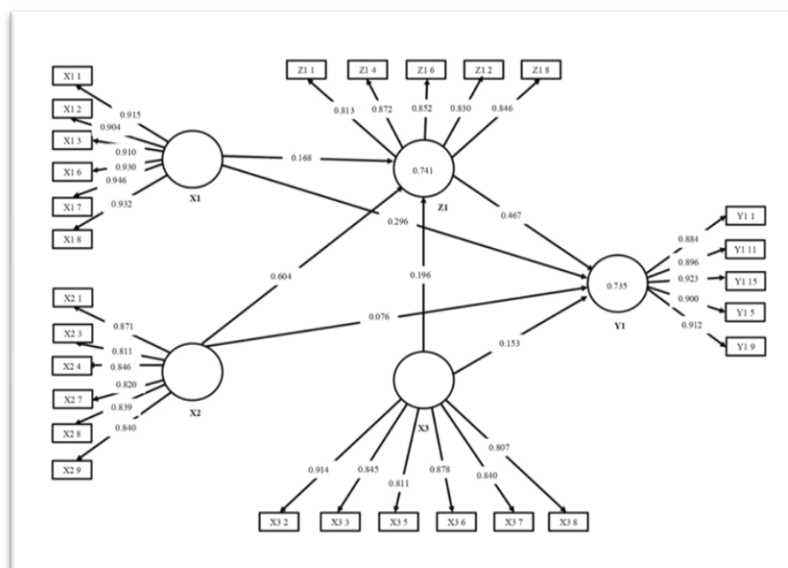 X1 1
X1 2
X1 3
X1 6
X1 7
X1 8
0.915
0.904
0.910
0.930
0.946
0.932
X1
Z1 1
Z1 4
Z1 6
Z1 2
Z1 8
0.813
0.872
0.852
0.830
0.846
0.741
Z1
0.168
0.296
0.467
0.604
0.196
0.076
0.153
0.735
Y1
Y1 1
Y1 11
Y1 15
Y1 5
Y1 9
0.884
0.896
0.923
0.900
0.912
X2 1
X2 3
X2 4
X2 7
X2 8
X2 9
0.871
0.811
0.846
0.820
0.839
0.840
X2
X3
0.914
0.845
0.811
0.878
0.840
0.807
X3 2
X3 3
X3 5
X3 6
X3 7
X3 8